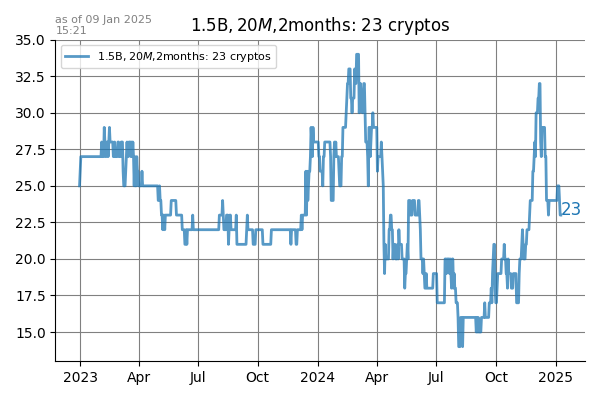 as of 09 Jan 2025
15:21
1.5B, 20M,2months: 23 cryptos
1.5B, 20M,2months: 23 cryptos
35.0
32.5
30.0
27.5
25.0
22.5
20.0
17.5
15.0
23
2023 Apr Jul Oct 2024 Apr Jul Oct 2025